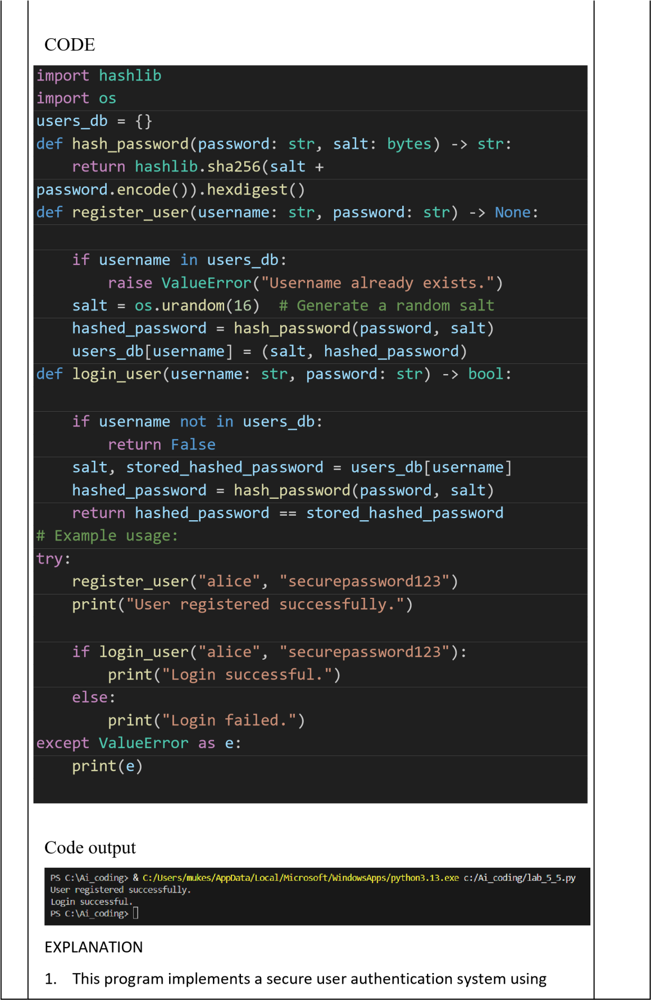 CODE
import hashlib
import os
users_db = {}
def hash_password(password: str, salt: bytes) -> str:
    return hashlib.sha256(salt +
password.encode()).hexdigest()
def register_user(username: str, password: str) -> None:
    if username in users_db:
        raise ValueError("Username already exists.")
    salt = os.urandom(16)  # Generate a random salt
    hashed_password = hash_password(password, salt)
    users_db[username] = (salt, hashed_password)
def login_user(username: str, password: str) -> bool:
    if username not in users_db:
        return False
    salt, stored_hashed_password = users_db[username]
    hashed_password = hash_password(password, salt)
    return hashed_password == stored_hashed_password
# Example usage:
try:
    register_user("alice", "securepassword123")
    print("User registered successfully.")
    if login_user("alice", "securepassword123"):
        print("Login successful.")
    else:
        print("Login failed.")
except ValueError as e:
    print(e)
Code output
PS C:\Ai_coding> & C:/Users/mukes/AppData/Local/Microsoft/WindowsApps/python3.13.exe c:/Ai_coding/lab_5_5.py
User registered successfully.
Login successful.
PS C:\Ai_coding>
EXPLANATION
1. This program implements a secure user authentication system using